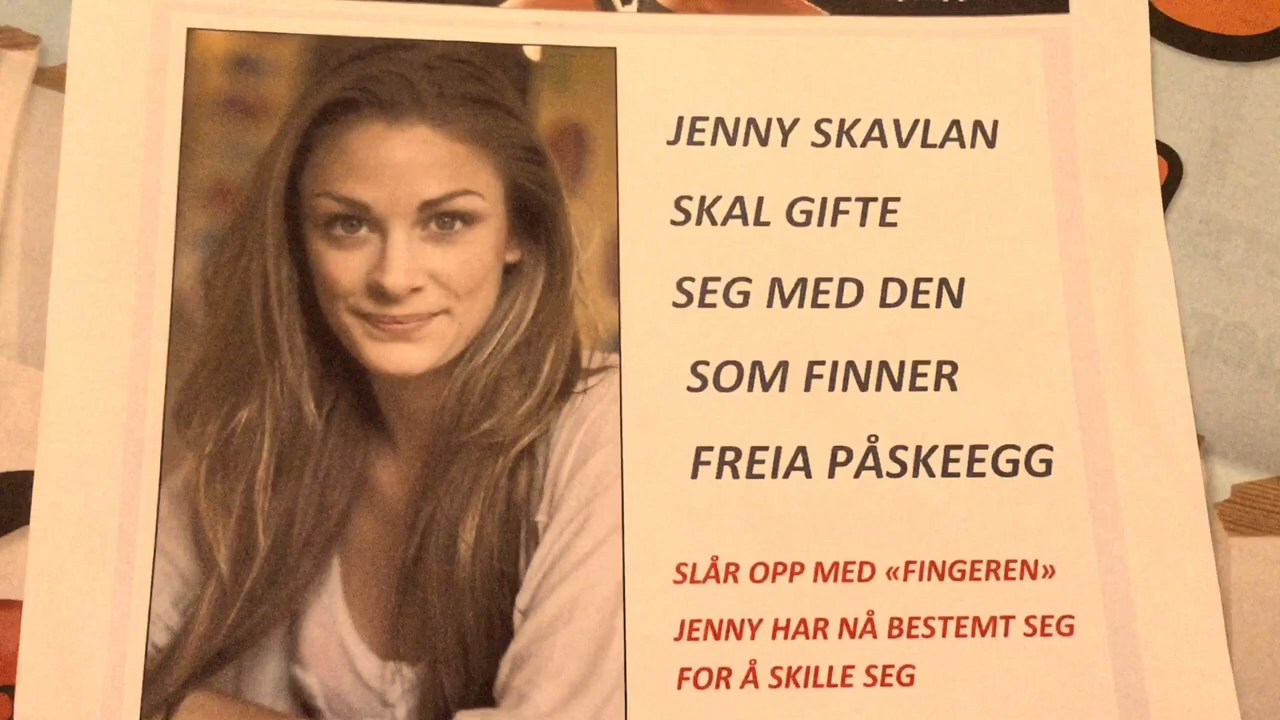 JENNY SKAVLAN
SKAL GIFTE
SEG MED DEN
SOM FINNER
FREIA PÅSKEEGG
SLÅR OPP MED «FINGEREN»
JENNY HAR NÅ BESTEMT SEG
FOR Å SKILLE SEG